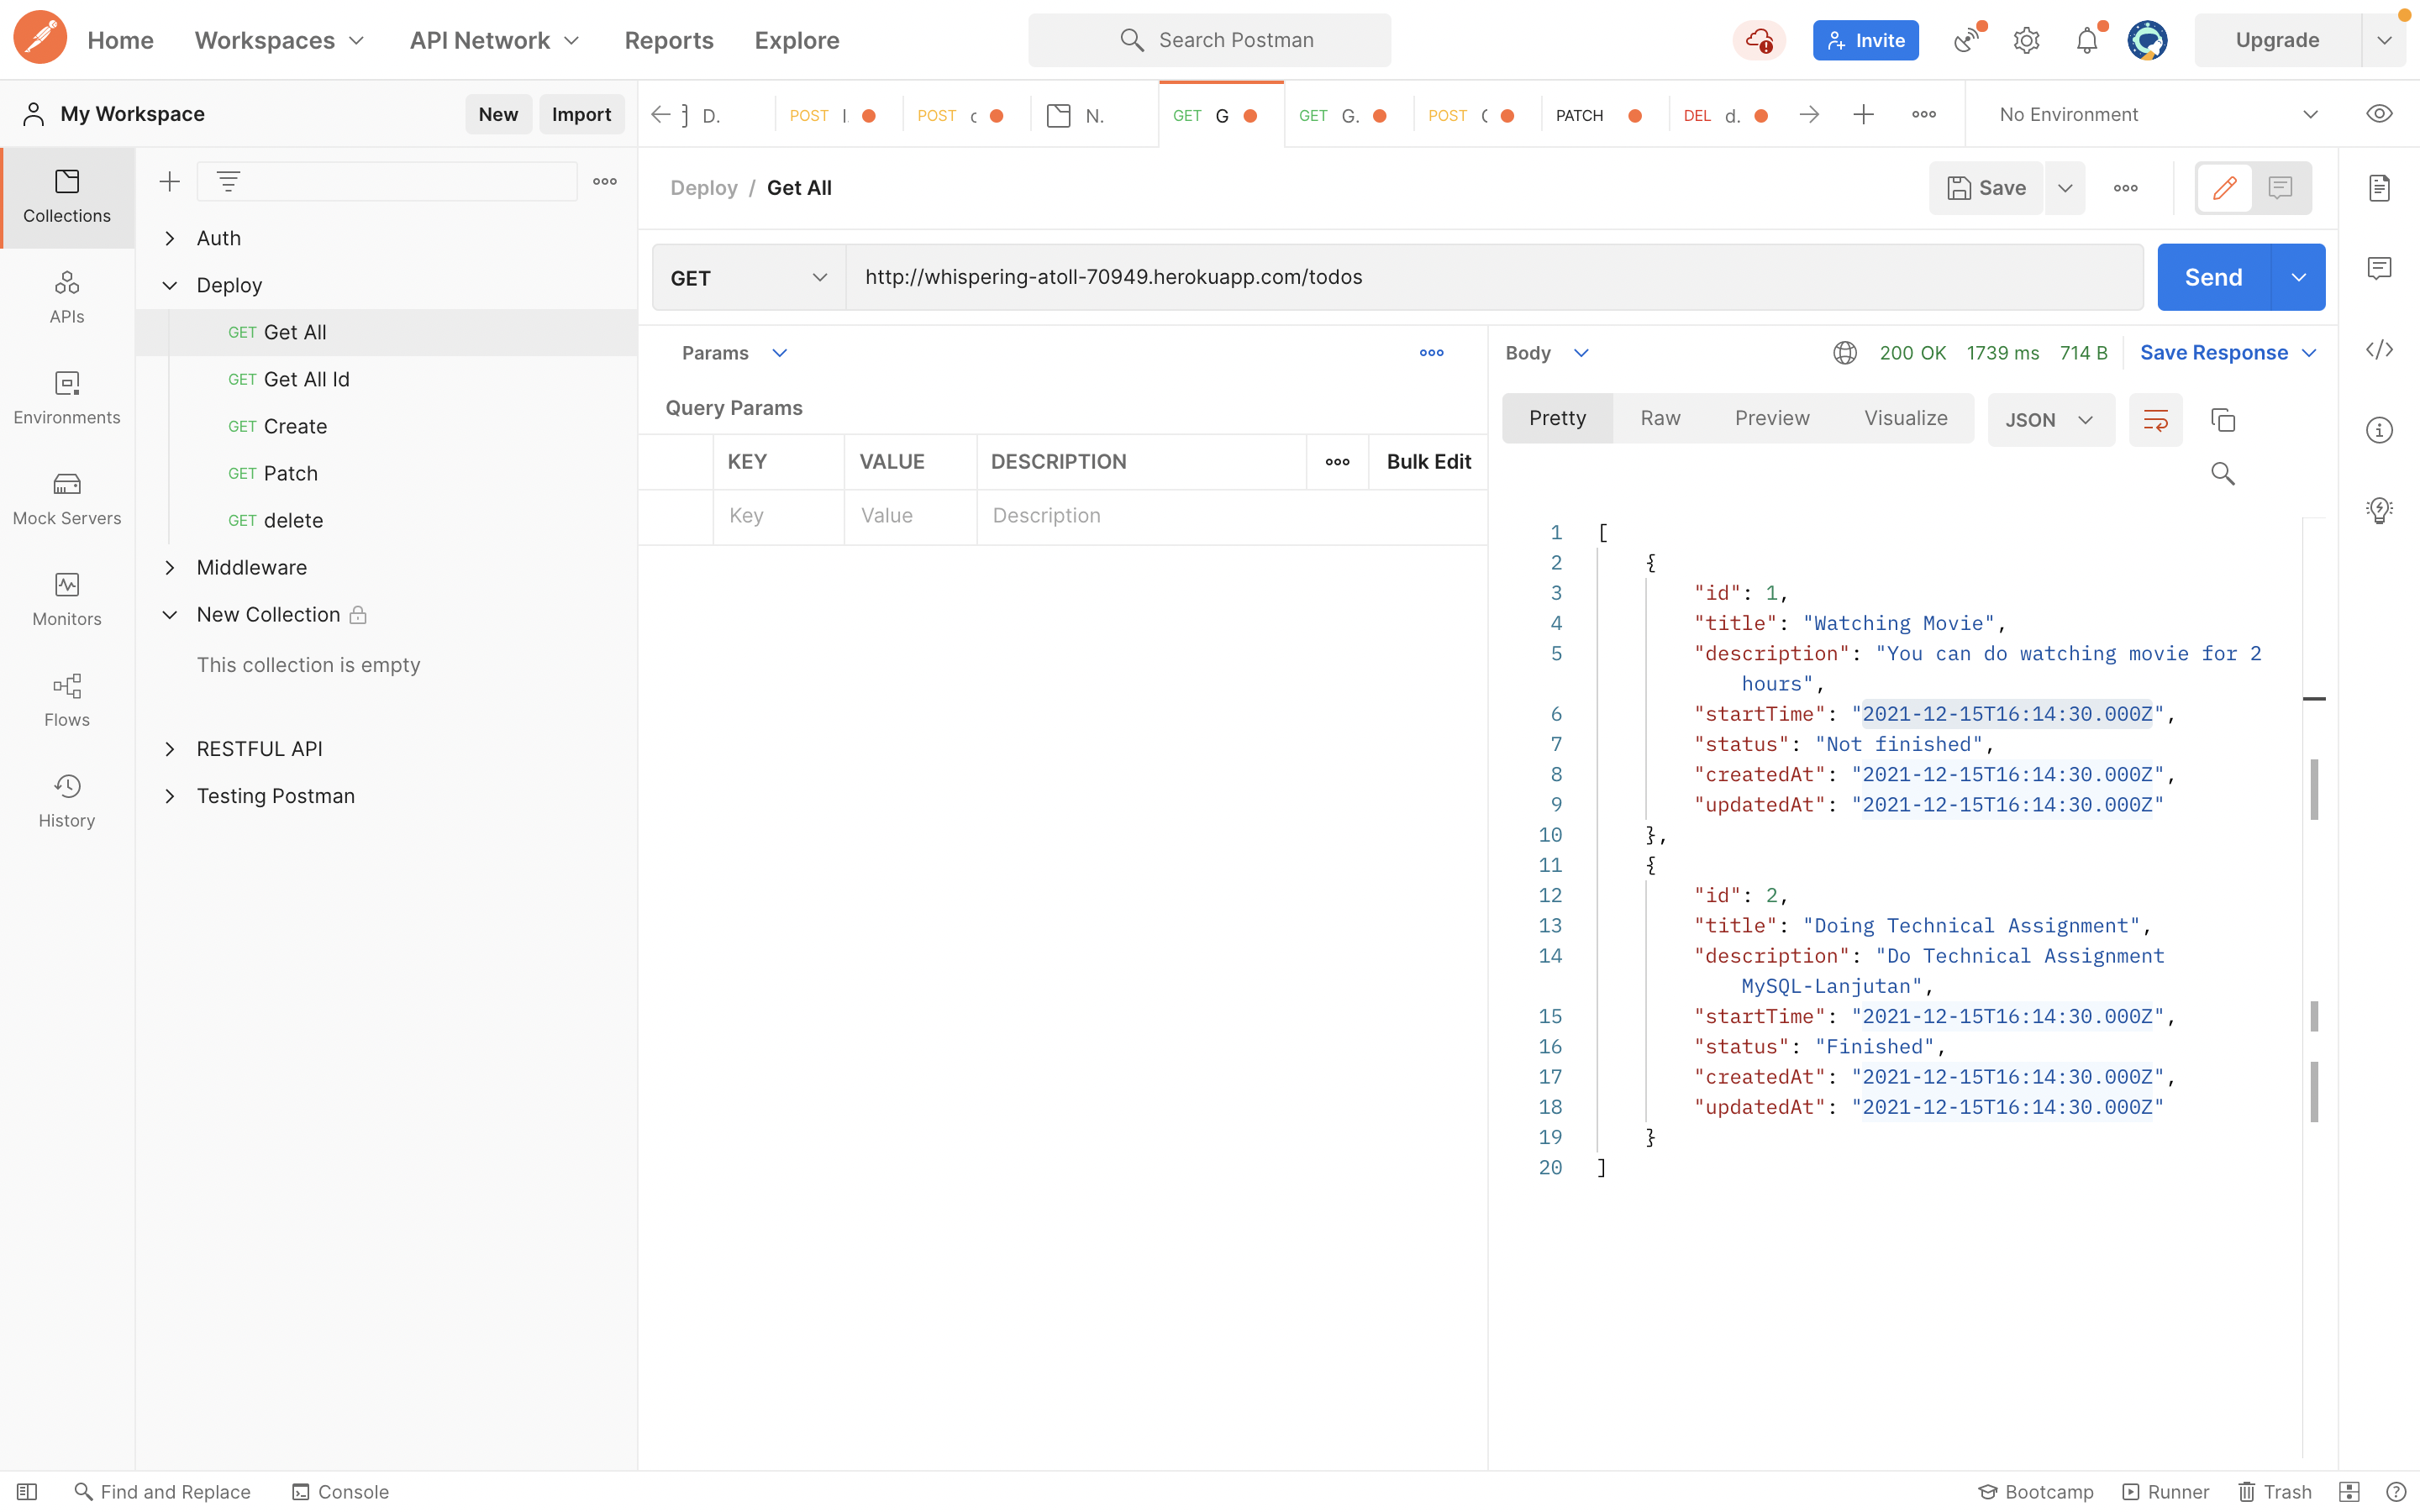 Home Workspaces API Network Reports Explore Search Postman Invite Upgrade
My Workspace New Import
D. POST POST N. GET G GET G. POST PATCH DEL d. No Environment
Collections
APIs
Environments
Mock Servers
Monitors
Flows
History
Auth
Deploy
GET Get All
GET Get All Id
GET Create
GET Patch
GET delete
Middleware
New Collection
This collection is empty
RESTFUL API
Testing Postman
Deploy / Get All Save
GET http://whispering-atoll-70949.herokuapp.com/todos Send
Params
Query Params
KEY VALUE DESCRIPTION Bulk Edit
Key Value Description
Body 200 OK 1739 ms 714 B Save Response
Pretty Raw Preview Visualize JSON
1 [
2 {
3 "id": 1,
4 "title": "Watching Movie",
5 "description": "You can do watching movie for 2
hours",
6 "startTime": "2021-12-15T16:14:30.000Z",
7 "status": "Not finished",
8 "createdAt": "2021-12-15T16:14:30.000Z",
9 "updatedAt": "2021-12-15T16:14:30.000Z"
10 },
11 {
12 "id": 2,
13 "title": "Doing Technical Assignment",
14 "description": "Do Technical Assignment
MySQL-Lanjutan",
15 "startTime": "2021-12-15T16:14:30.000Z",
16 "status": "Finished",
17 "createdAt": "2021-12-15T16:14:30.000Z",
18 "updatedAt": "2021-12-15T16:14:30.000Z"
19 }
20 ]
Find and Replace Console Bootcamp Runner Trash